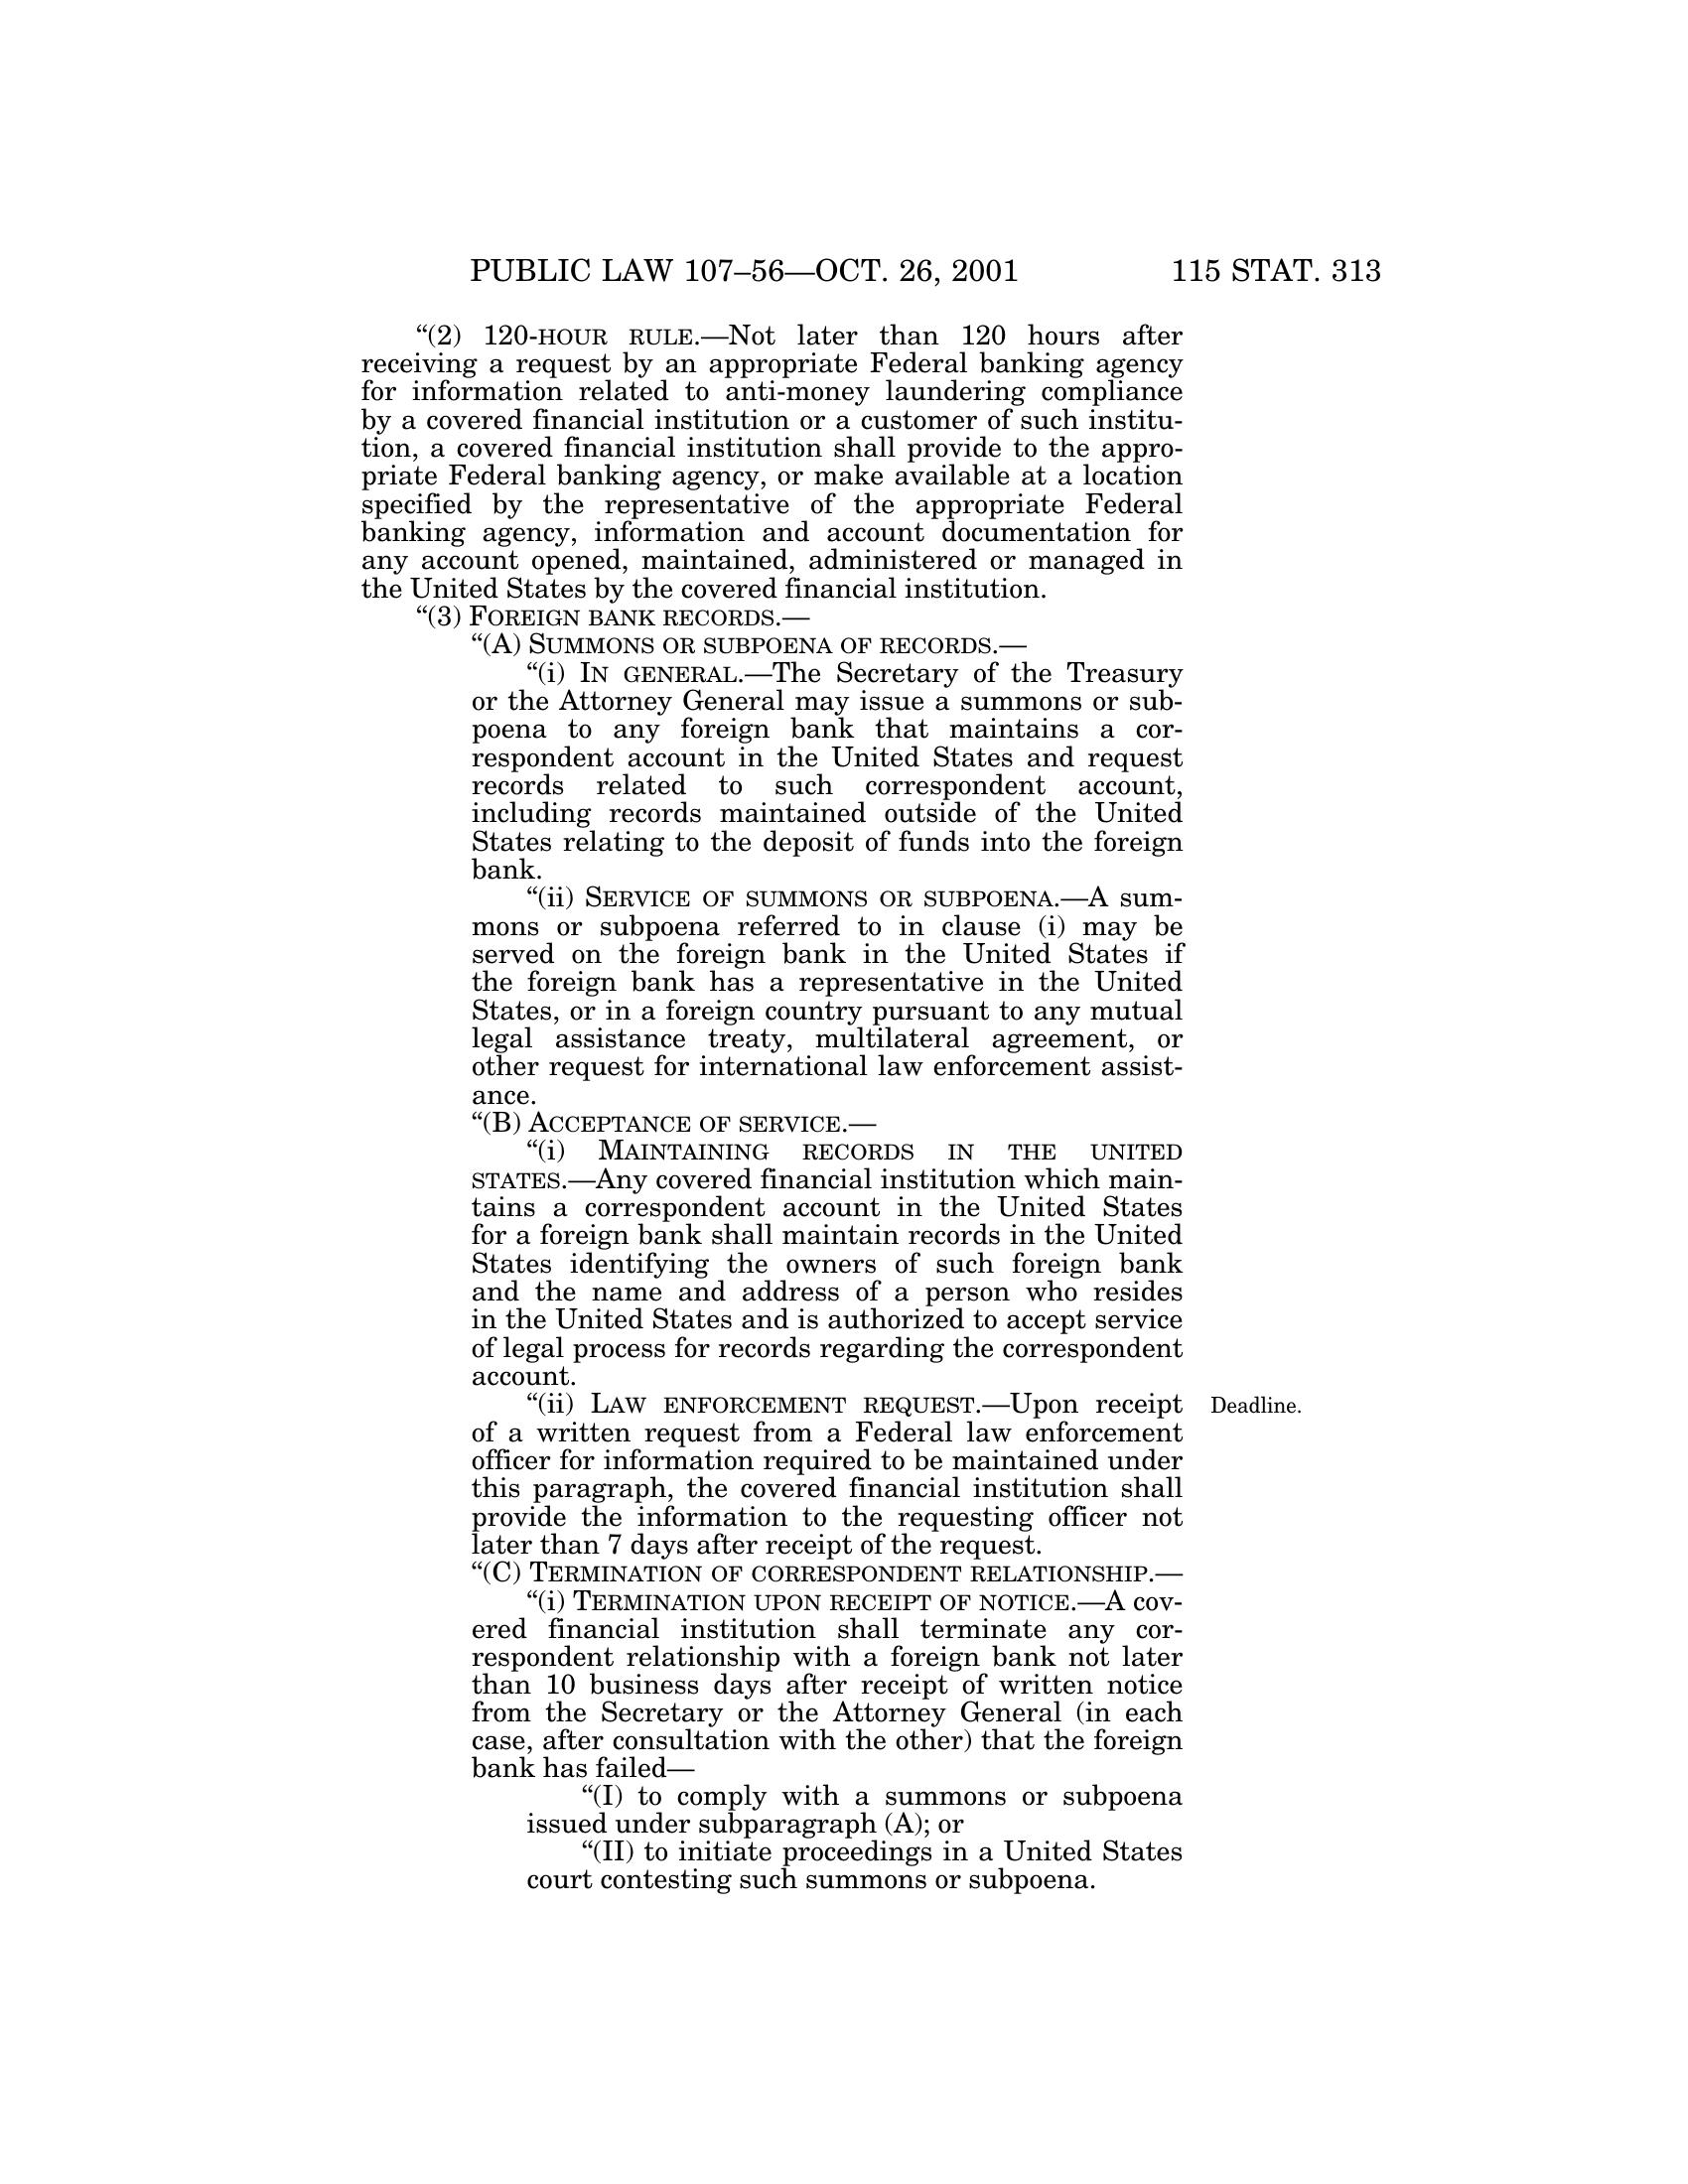 PUBLIC LAW 107–56—OCT. 26, 2001 115 STAT. 313
“(2) 120-HOUR RULE.—Not later than 120 hours after
receiving a request by an appropriate Federal banking agency
for information related to anti-money laundering compliance
by a covered financial institution or a customer of such institu-
tion, a covered financial institution shall provide to the appro-
priate Federal banking agency, or make available at a location
specified by the representative of the appropriate Federal
banking agency, information and account documentation for
any account opened, maintained, administered or managed in
the United States by the covered financial institution.
“(3) FOREIGN BANK RECORDS.—
“(A) SUMMONS OR SUBPOENA OF RECORDS.—
“(i) IN GENERAL.—The Secretary of the Treasury
or the Attorney General may issue a summons or sub-
poena to any foreign bank that maintains a cor-
respondent account in the United States and request
records related to such correspondent account,
including records maintained outside of the United
States relating to the deposit of funds into the foreign
bank.
“(ii) SERVICE OF SUMMONS OR SUBPOENA.—A sum-
mons or subpoena referred to in clause (i) may be
served on the foreign bank in the United States if
the foreign bank has a representative in the United
States, or in a foreign country pursuant to any mutual
legal assistance treaty, multilateral agreement, or
other request for international law enforcement assist-
ance.
“(B) ACCEPTANCE OF SERVICE.—
“(i) MAINTAINING RECORDS IN THE UNITED
STATES.—Any covered financial institution which main-
tains a correspondent account in the United States
for a foreign bank shall maintain records in the United
States identifying the owners of such foreign bank
and the name and address of a person who resides
in the United States and is authorized to accept service
of legal process for records regarding the correspondent
account.
“(ii) LAW ENFORCEMENT REQUEST.—Upon receipt Deadline.
of a written request from a Federal law enforcement
officer for information required to be maintained under
this paragraph, the covered financial institution shall
provide the information to the requesting officer not
later than 7 days after receipt of the request.
“(C) TERMINATION OF CORRESPONDENT RELATIONSHIP.—
“(i) TERMINATION UPON RECEIPT OF NOTICE.—A cov-
ered financial institution shall terminate any cor-
respondent relationship with a foreign bank not later
than 10 business days after receipt of written notice
from the Secretary or the Attorney General (in each
case, after consultation with the other) that the foreign
bank has failed—
“(I) to comply with a summons or subpoena
issued under subparagraph (A); or
“(II) to initiate proceedings in a United States
court contesting such summons or subpoena.